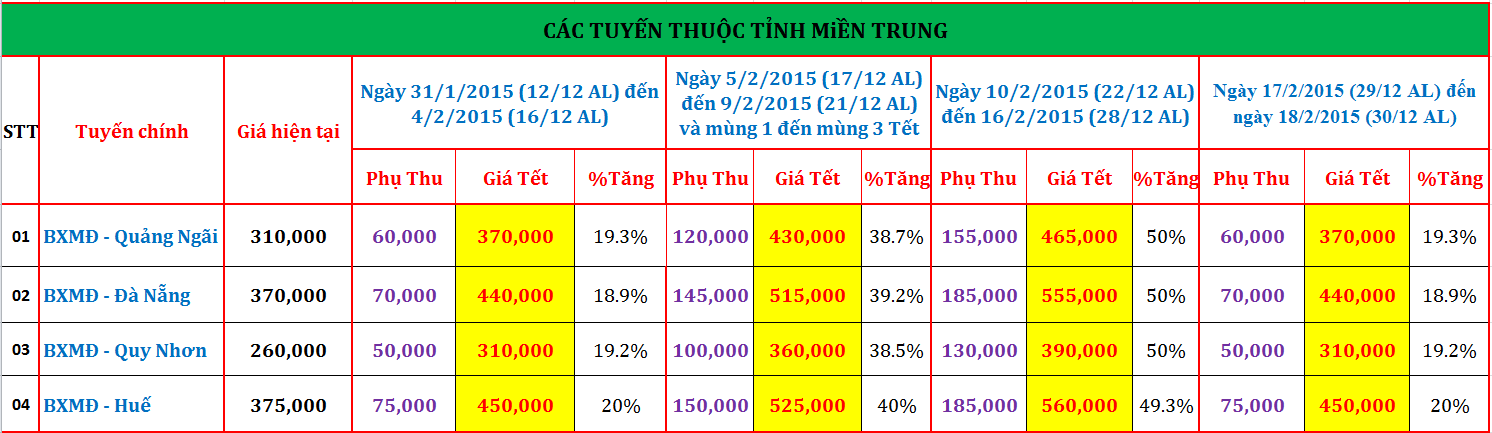 CÁC TUYẾN THUỘC TỈNH MiỀN TRUNG
STT
Tuyến chính
Giá hiện tại
Ngày 31/1/2015 (12/12 AL) đến
4/2/2015 (16/12 AL)
Ngày 5/2/2015 (17/12 AL)
đến 9/2/2015 (21/12 AL)
và mùng 1 đến mùng 3 Tết
Ngày 10/2/2015 (22/12 AL)
đến 16/2/2015 (28/12 AL)
Ngày 17/2/2015 (29/12 AL) đến
ngày 18/2/2015 (30/12 AL)
Phụ Thu Giá Tết %Tăng Phụ Thu Giá Tết %Tăng Phụ Thu Giá Tết %Tăng Phụ Thu Giá Tết %Tăng
01 BXMĐ - Quảng Ngãi 310,000 60,000 370,000 19.3% 120,000 430,000 38.7% 155,000 465,000 50% 60,000 370,000 19.3%
02 BXMĐ - Đà Nẵng 370,000 70,000 440,000 18.9% 145,000 515,000 39.2% 185,000 555,000 50% 70,000 440,000 18.9%
03 BXMĐ - Quy Nhơn 260,000 50,000 310,000 19.2% 100,000 360,000 38.5% 130,000 390,000 50% 50,000 310,000 19.2%
04 BXMĐ - Huế 375,000 75,000 450,000 20% 150,000 525,000 40% 185,000 560,000 49.3% 75,000 450,000 20%